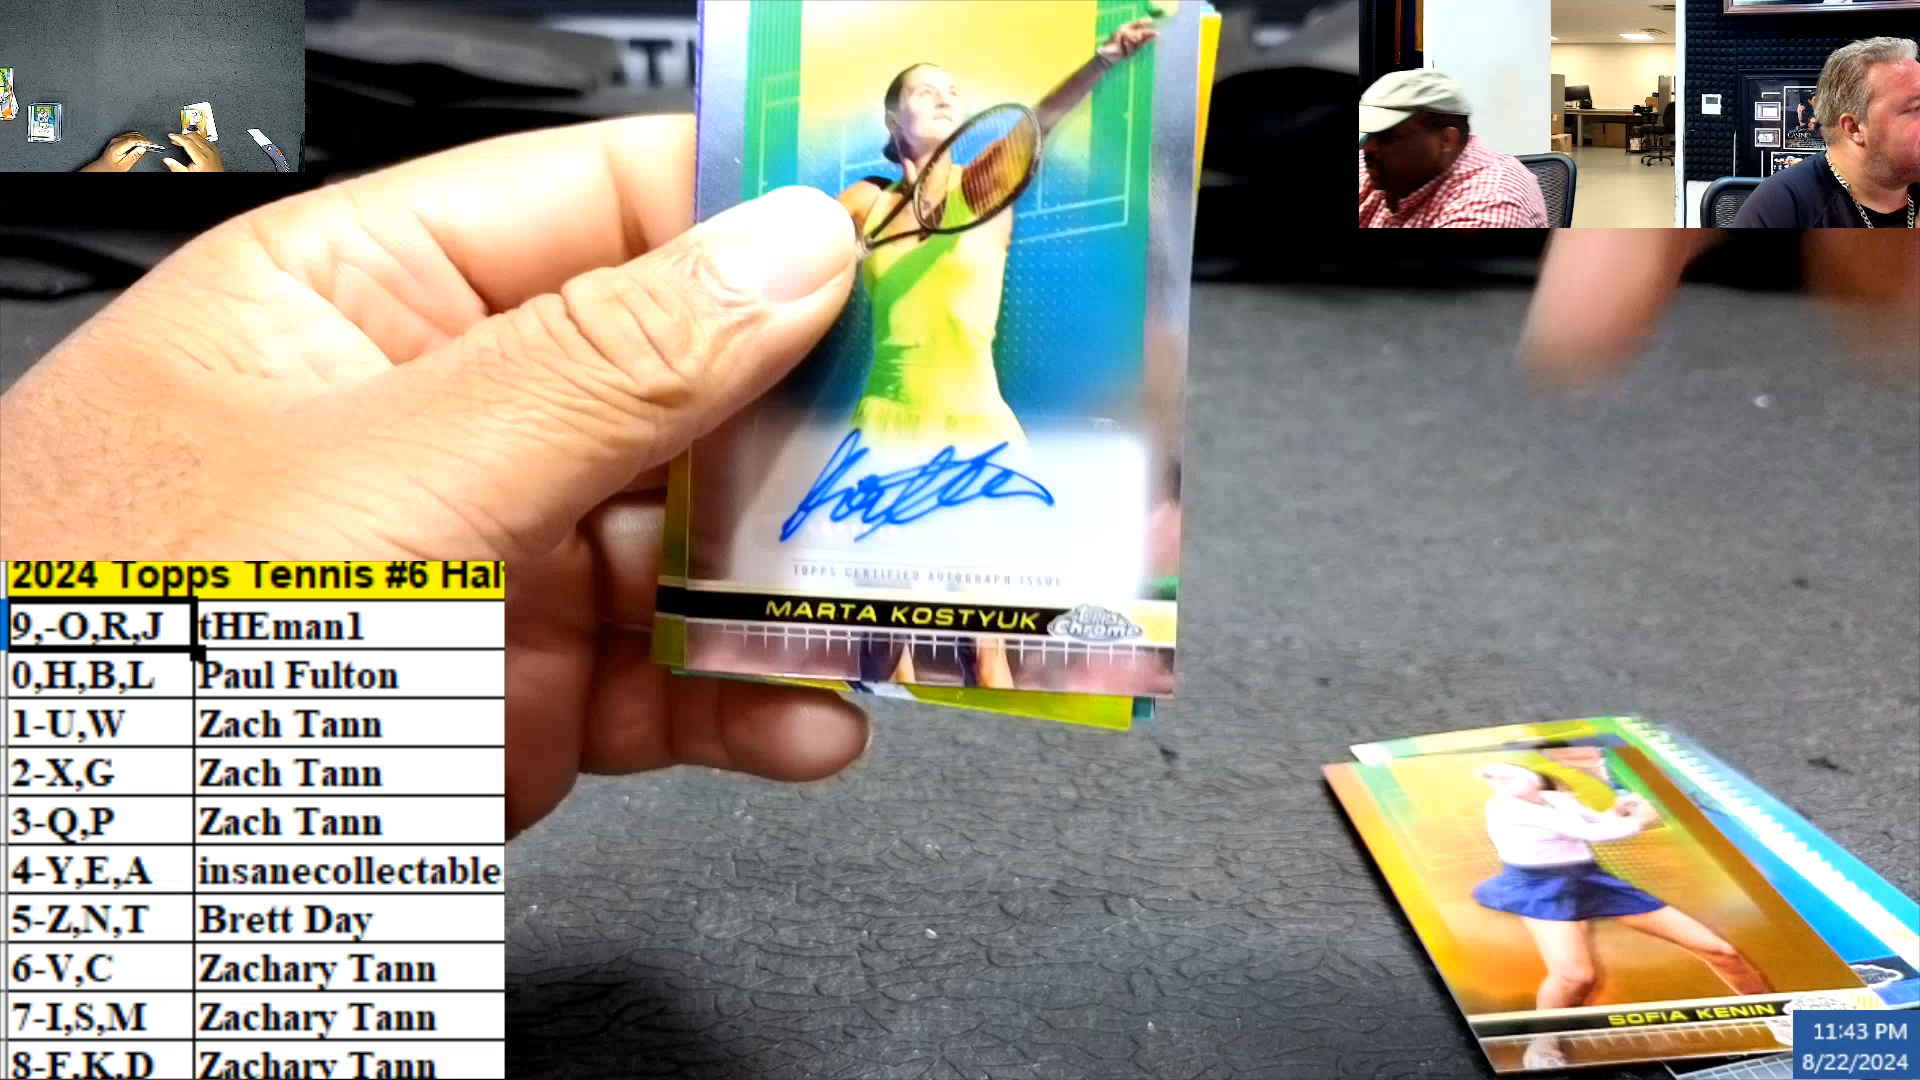 TOPPS CERTIFIED AUTOGRAPH ISSUE
MARTA KOSTYUK
Topps Chrome
SOFIA KENIN
2024 Topps Tennis #6 Hal
9,-O,R,J tHEman1
0,H,B,L Paul Fulton
1-U,W Zach Tann
2-X,G Zach Tann
3-Q,P Zach Tann
4-Y,E,A insanecollectable
5-Z,N,T Brett Day
6-V,C Zachary Tann
7-I,S,M Zachary Tann
8-F,K,D Zachary Tann
11:43 PM
8/22/2024